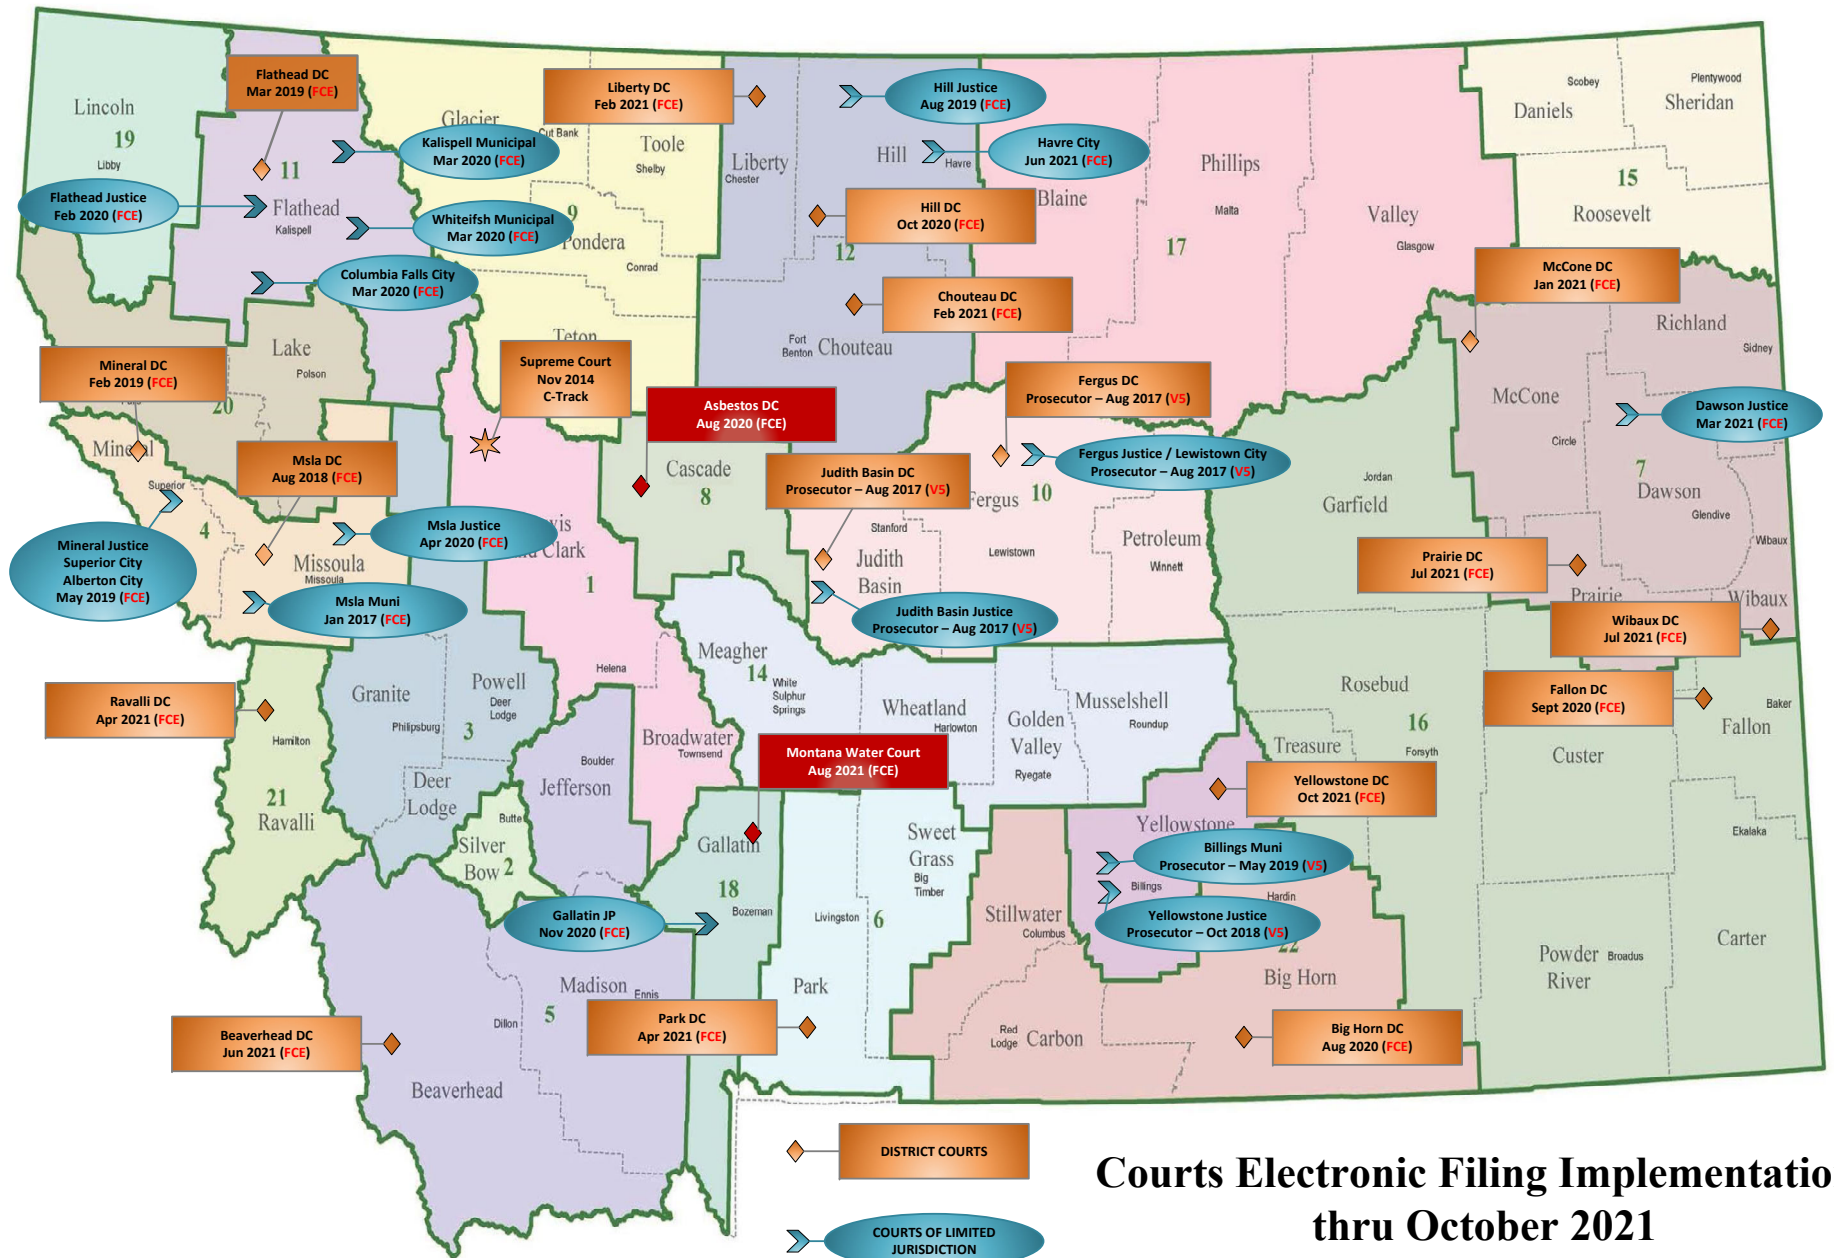 Flathead DC
Mar 2019 (FCE)
Liberty DC
Feb 2021 (FCE)
Hill Justice
Aug 2019 (FCE)
Scobey
Plentywood
Daniels
Sheridan
Lincoln
19
Libby
Glacier
Cut Bank
Toole
Shelby
Kalispell Municipal
Mar 2020 (FCE)
Liberty
Chester
Hill
Havre
Havre City
Jun 2021 (FCE)
Phillips
Malta
Blaine
17
Valley
Glasgow
15
Roosevelt
11
Flathead
Kalispell
Flathead Justice
Feb 2020 (FCE)
Whiteifsh Municipal
Mar 2020 (FCE)
9
Pondera
Conrad
Hill DC
Oct 2020 (FCE)
12
McCone DC
Jan 2021 (FCE)
Columbia Falls City
Mar 2020 (FCE)
Chouteau DC
Feb 2021 (FCE)
Teton
Fort
Benton
Chouteau
Richland
Sidney
Lake
Polson
20
Mineral DC
Feb 2019 (FCE)
Supreme Court
Nov 2014
C-Track
Asbestos DC
Aug 2020 (FCE)
Fergus DC
Prosecutor – Aug 2017 (V5)
McCone
Circle
Dawson Justice
Mar 2021 (FCE)
Mineral
Superior
4
Msla DC
Aug 2018 (FCE)
Cascade
8
Judith Basin DC
Prosecutor – Aug 2017 (V5)
Fergus Justice / Lewistown City
Prosecutor – Aug 2017 (V5)
Fergus
10
Jordan
Garfield
7
Dawson
Glendive
Wibaux
Mineral Justice
Superior City
Alberton City
May 2019 (FCE)
Msla Justice
Apr 2020 (FCE)
Missoula
Missoula
Msla Muni
Jan 2017 (FCE)
Clark
1
Helena
Stanford
Judith
Basin
Lewistown
Petroleum
Winnett
Judith Basin Justice
Prosecutor – Aug 2017 (V5)
Prairie DC
Jul 2021 (FCE)
Prairie
Wibaux
Wibaux DC
Jul 2021 (FCE)
Meagher
14
White
Sulphur
Springs
Ravalli DC
Apr 2021 (FCE)
Hamilton
Granite
Philipsburg
Powell
Deer
Lodge
3
Wheatland
Harlowton
Golden
Valley
Ryegate
Musselshell
Roundup
Rosebud
16
Forsyth
Treasure
Fallon DC
Sept 2020 (FCE)
Baker
Fallon
Custer
Broadwater
Townsend
Boulder
Jefferson
Deer
Lodge
Montana Water Court
Aug 2021 (FCE)
Yellowstone DC
Oct 2021 (FCE)
21
Ravalli
Butte
Silver
Bow
2
Gallatin
18
Bozeman
Sweet
Grass
Big
Timber
Livingston
6
Yellowstone
Billings Muni
Prosecutor – May 2019 (V5)
Billings
Hardin
Yellowstone Justice
Prosecutor – Oct 2018 (V5)
22
Ekalaka
Gallatin JP
Nov 2020 (FCE)
Stillwater
Columbus
Big Horn
Powder
River
Broadus
Carter
Madison
Ennis
5
Dillon
Park
Park DC
Apr 2021 (FCE)
Red
Lodge
Carbon
Big Horn DC
Aug 2020 (FCE)
Beaverhead DC
Jun 2021 (FCE)
Beaverhead
DISTRICT COURTS
COURTS OF LIMITED
JURISDICTION
Courts Electronic Filing Implementatio
thru October 2021